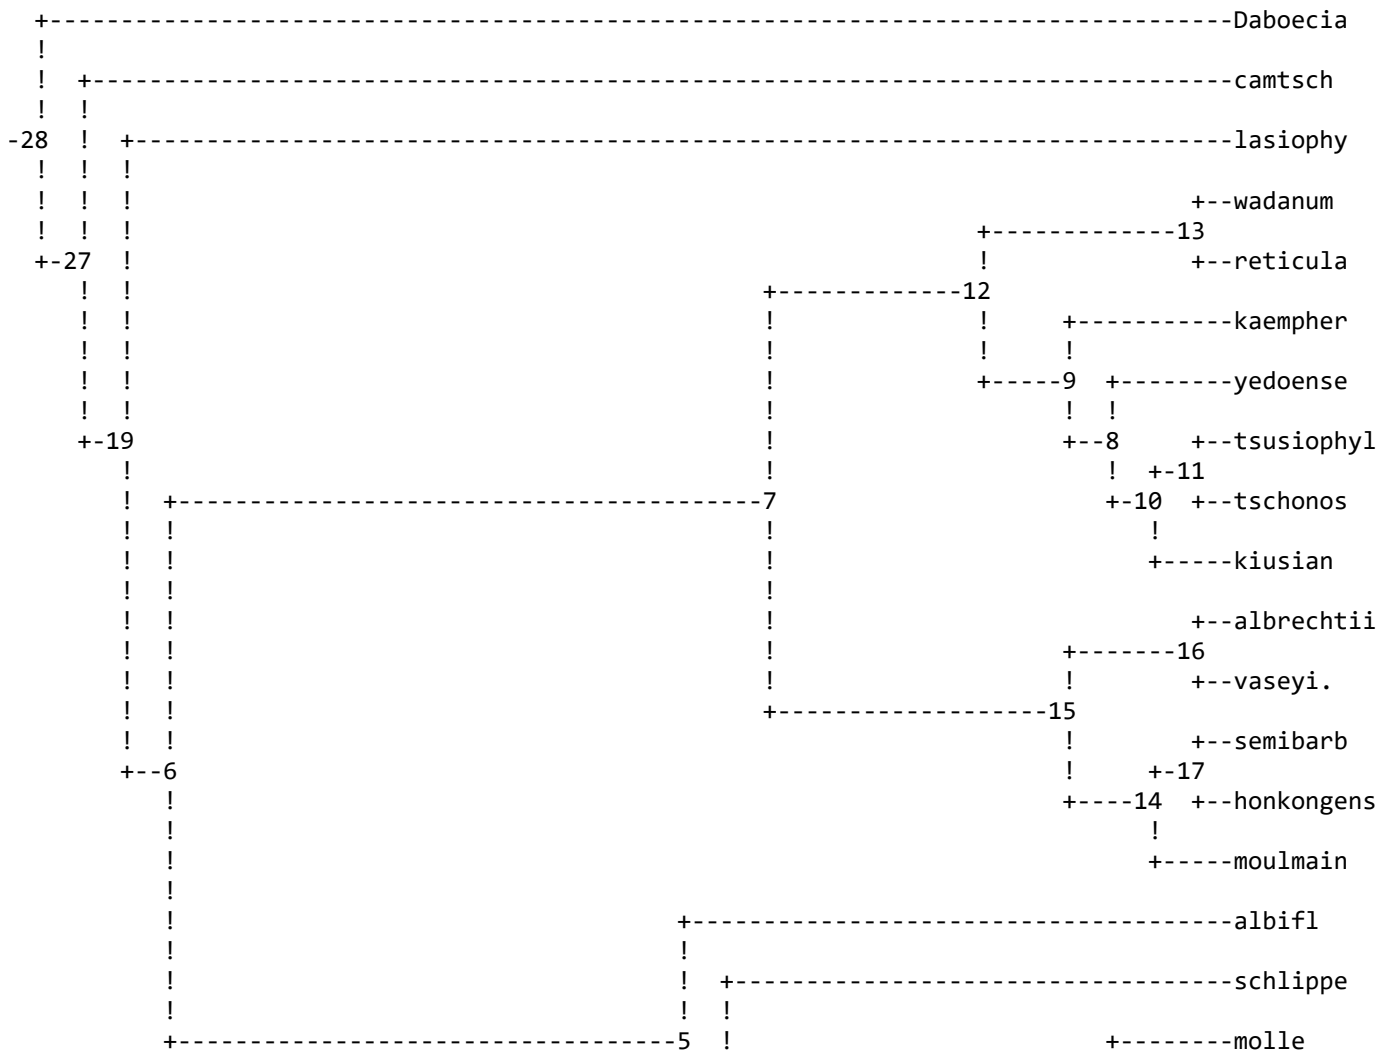 +-------------------------------------------------------------------------------Daboecia
!
!  +----------------------------------------------------------------------------camtsch
!  !
-28  !  +-------------------------------------------------------------------------lasiophy
!  !  !
!  !  !                                                                      +--wadanum
!  !  !                                                       +-------------13
+-27  !                                                       !              +--reticula
!  !                                        +-------------12
!  !                                        !              !     +-----------kaempher
!  !                                        !              !     !
!  !                                        !              +-----9  +--------yedoense
!  !                                        !                    !  !
+-19                                        !                    +--8     +--tsusiophyl
!                                        !                       !  +-11
!  +----------------------------------------7                       +-10  +--tschonos
!  !                                        !                          !
!  !                                        !                          +-----kiusian
!  !                                        !
!  !                                        !                             +--albrechtii
!  !                                        !                    +-------16
!  !                                        !                    !        +--vaseyi.
!  !                                        +-------------------15
!  !                                                             !        +--semibarb
+--6                                                             !     +-17
!                                                             +----14  +--honkongens
!                                                                   !
!                                                                   +-----moulmain
!
!                                  +-------------------------------------albifl
!                                  !
!                                  !  +----------------------------------schlippe
!                                  !  !
+----------------------------------5  !                          +--------molle